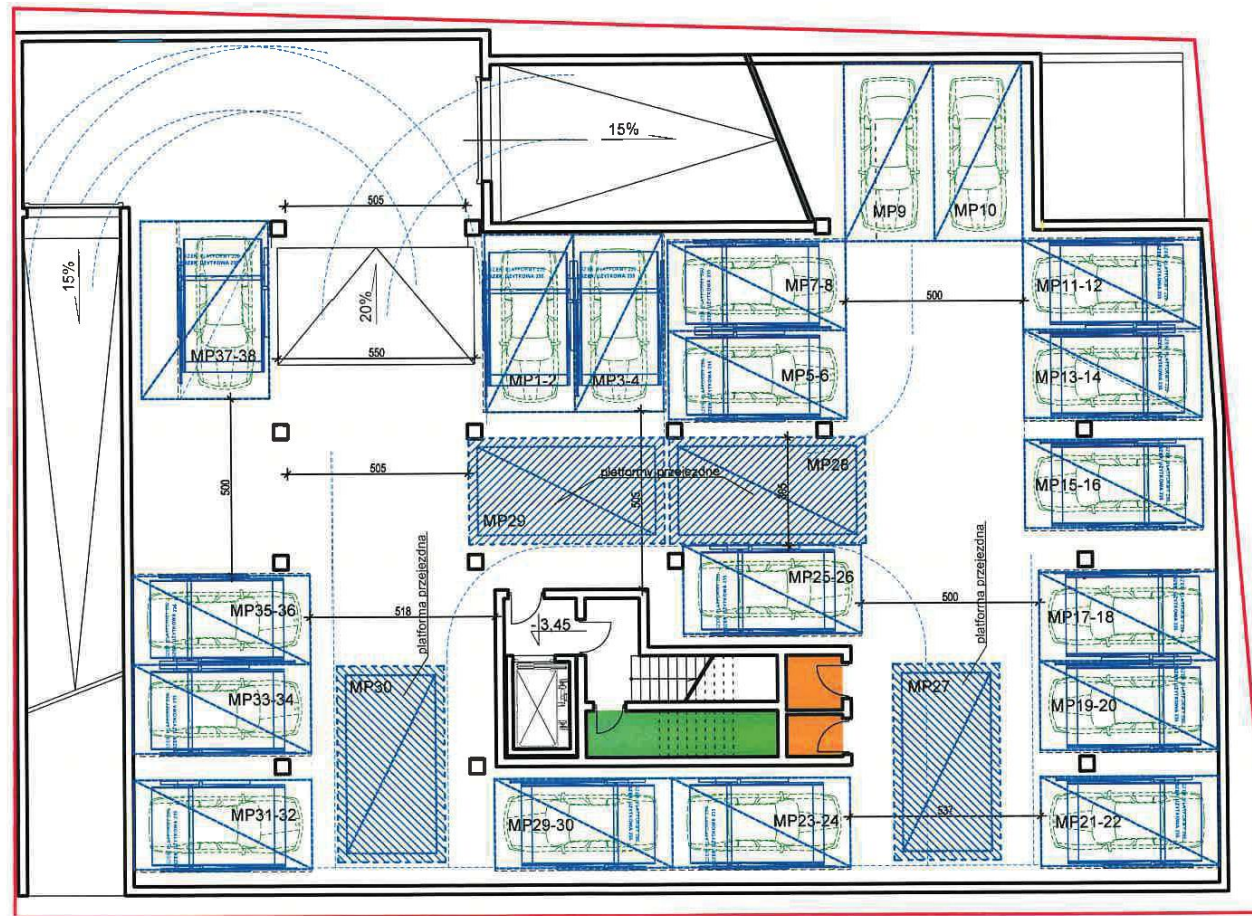 15%
MP9
MP10
505
15%
20%
550
MP37-38
MP1-2
MP3-4
MP7-8
MP5-6
500
MP11-12
MP13-14
500
505
505
platformy przejezdne
MP28
MP29
MP15-16
platforma przejezdna
MP35-36
518
- 3,45
MP25-26
500
platforma przejezdna
MP17-18
MP33-34
MP30
MP27
MP19-20
MP31-32
MP29-30
MP23-24
537
MP21-22